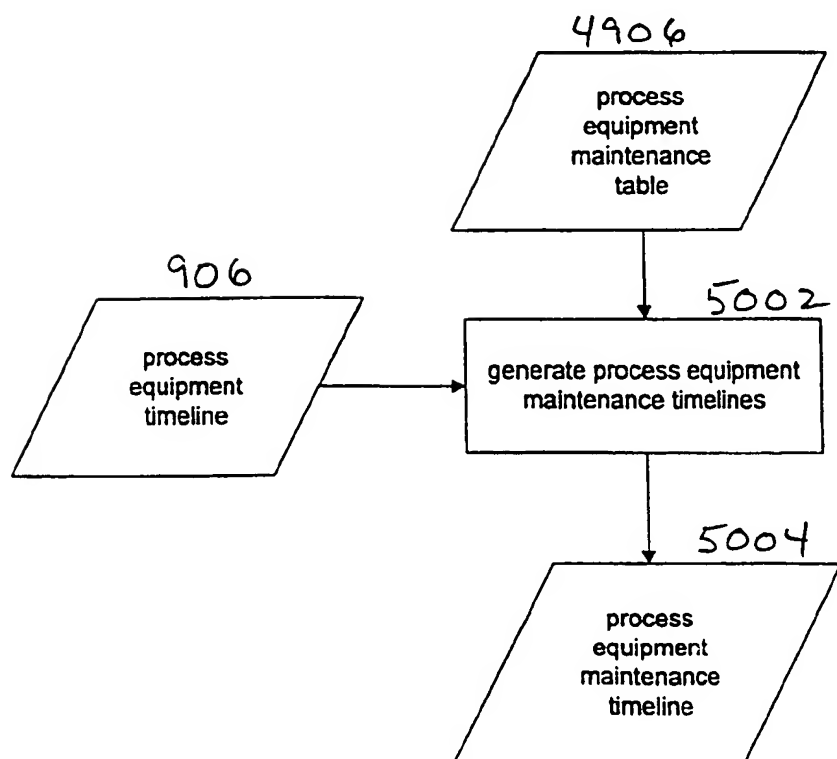 4906
process
equipment
maintenance
table
906
process
equipment
timeline
5002
generate process equipment
maintenance timelines
5004
process
equipment
maintenance
timeline